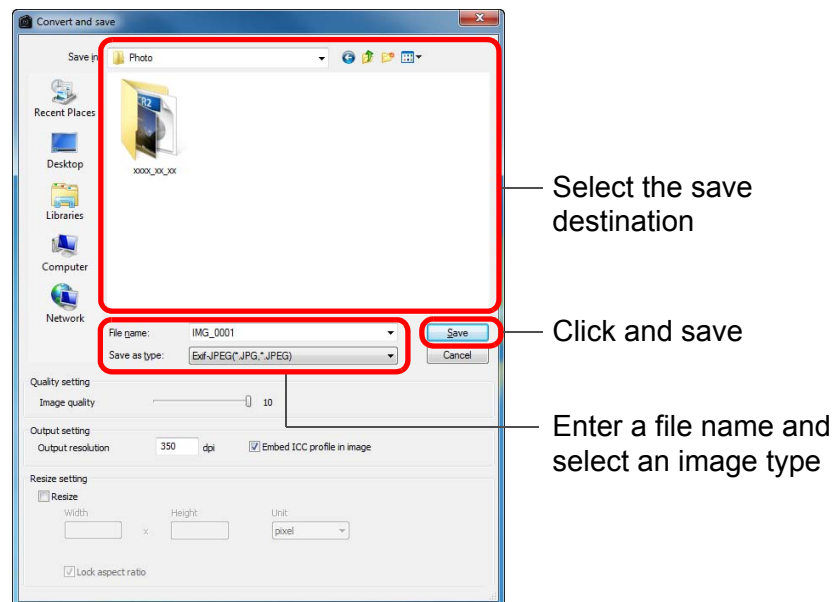 Convert and save
Save in
Photo
Recent Places
Desktop
Libraries
Computer
Network
CR2
xxxx_xx_xx
File name:
IMG_0001
Save
Save as type:
Exif-JPEG(*.JPG,*.JPEG)
Cancel
Quality setting
Image quality
10
Output setting
Output resolution
350
dpi
Embed ICC profile in image
Resize setting
Resize
Width
Height
Unit
x
pixel
Lock aspect ratio
Select the save
destination
Click and save
Enter a file name and
select an image type